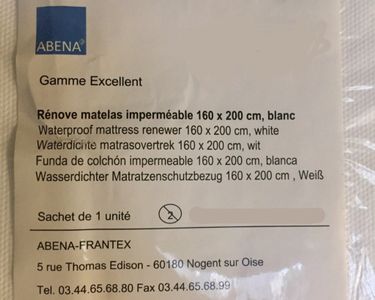 ABENA®
Gamme Excellent
Rénove matelas imperméable 160 x 200 cm, blanc
Waterproof mattress renewer 160 x 200 cm, white
Waterdichte matrasovertrek 160 x 200 cm, wit
Funda de colchón impermeable 160 x 200 cm, blanca
Wasserdichter Matratzenschutzbezug 160 x 200 cm , Weiß
Sachet de 1 unité 2
ABENA-FRANTEX
5 rue Thomas Edison - 60180 Nogent sur Oise
Tel. 03.44.65.68.80 Fax 03.44.65.68.99